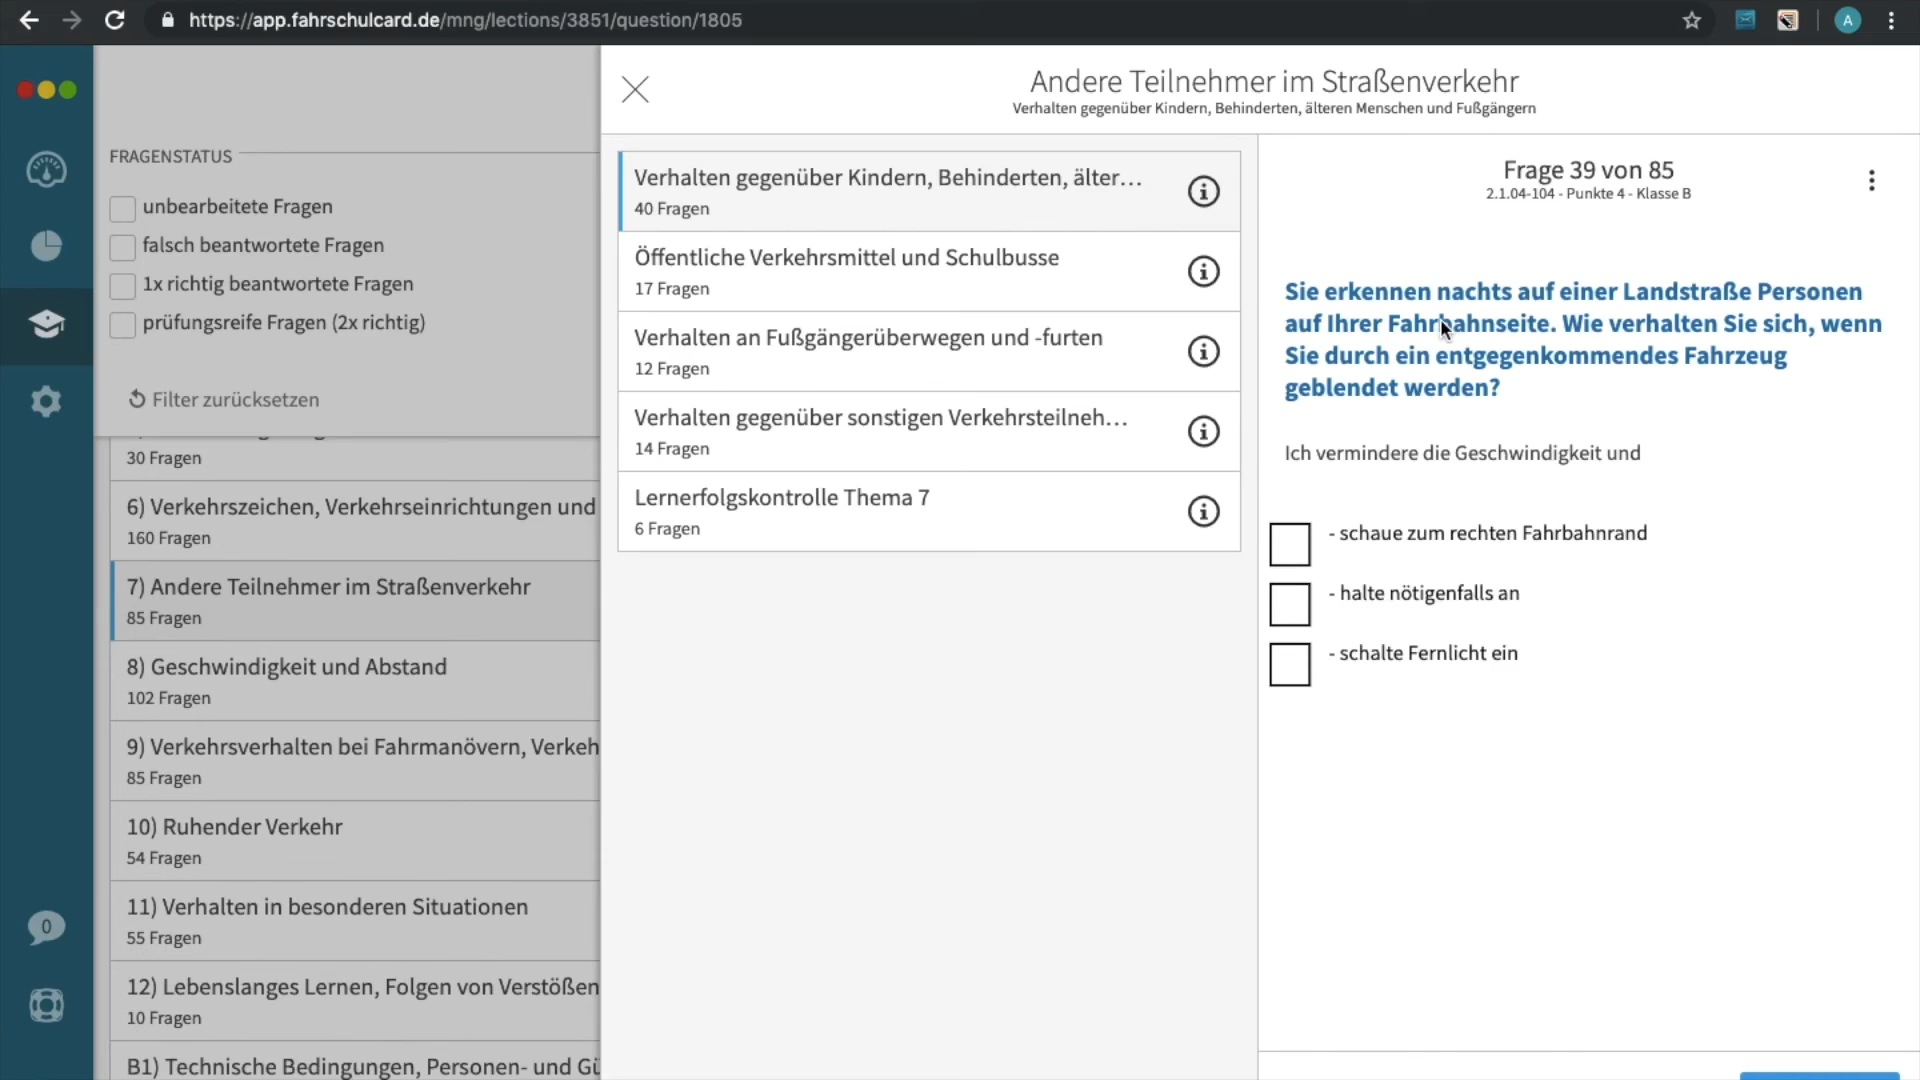 https://app.fahrschulcard.de/mng/lections/3851/question/1805
A
FRAGENSTATUS
unbearbeitete Fragen
falsch beantwortete Fragen
1x richtig beantwortete Fragen
prüfungsreife Fragen (2x richtig)
Filter zurücksetzen
30 Fragen
6) Verkehrszeichen, Verkehrseinrichtungen und
160 Fragen
7) Andere Teilnehmer im Straßenverkehr
85 Fragen
8) Geschwindigkeit und Abstand
102 Fragen
9) Verkehrsverhalten bei Fahrmanövern, Verkeh
85 Fragen
10) Ruhender Verkehr
54 Fragen
11) Verhalten in besonderen Situationen
55 Fragen
12) Lebenslanges Lernen, Folgen von Verstößen
10 Fragen
B1) Technische Bedingungen, Personen- und Gü
0
Andere Teilnehmer im Straßenverkehr
Verhalten gegenüber Kindern, Behinderten, älteren Menschen und Fußgängern
Verhalten gegenüber Kindern, Behinderten, älter...
40 Fragen
Öffentliche Verkehrsmittel und Schulbusse
17 Fragen
Verhalten an Fußgängerüberwegen und -furten
12 Fragen
Verhalten gegenüber sonstigen Verkehrsteilneh...
14 Fragen
Lernerfolgskontrolle Thema 7
6 Fragen
Frage 39 von 85
2.1.04-104 - Punkte 4 - Klasse B
Sie erkennen nachts auf einer Landstraße Personen
auf Ihrer Fahrbahnseite. Wie verhalten Sie sich, wenn
Sie durch ein entgegenkommendes Fahrzeug
geblendet werden?
Ich vermindere die Geschwindigkeit und
- schaue zum rechten Fahrbahnrand
- halte nötigenfalls an
- schalte Fernlicht ein